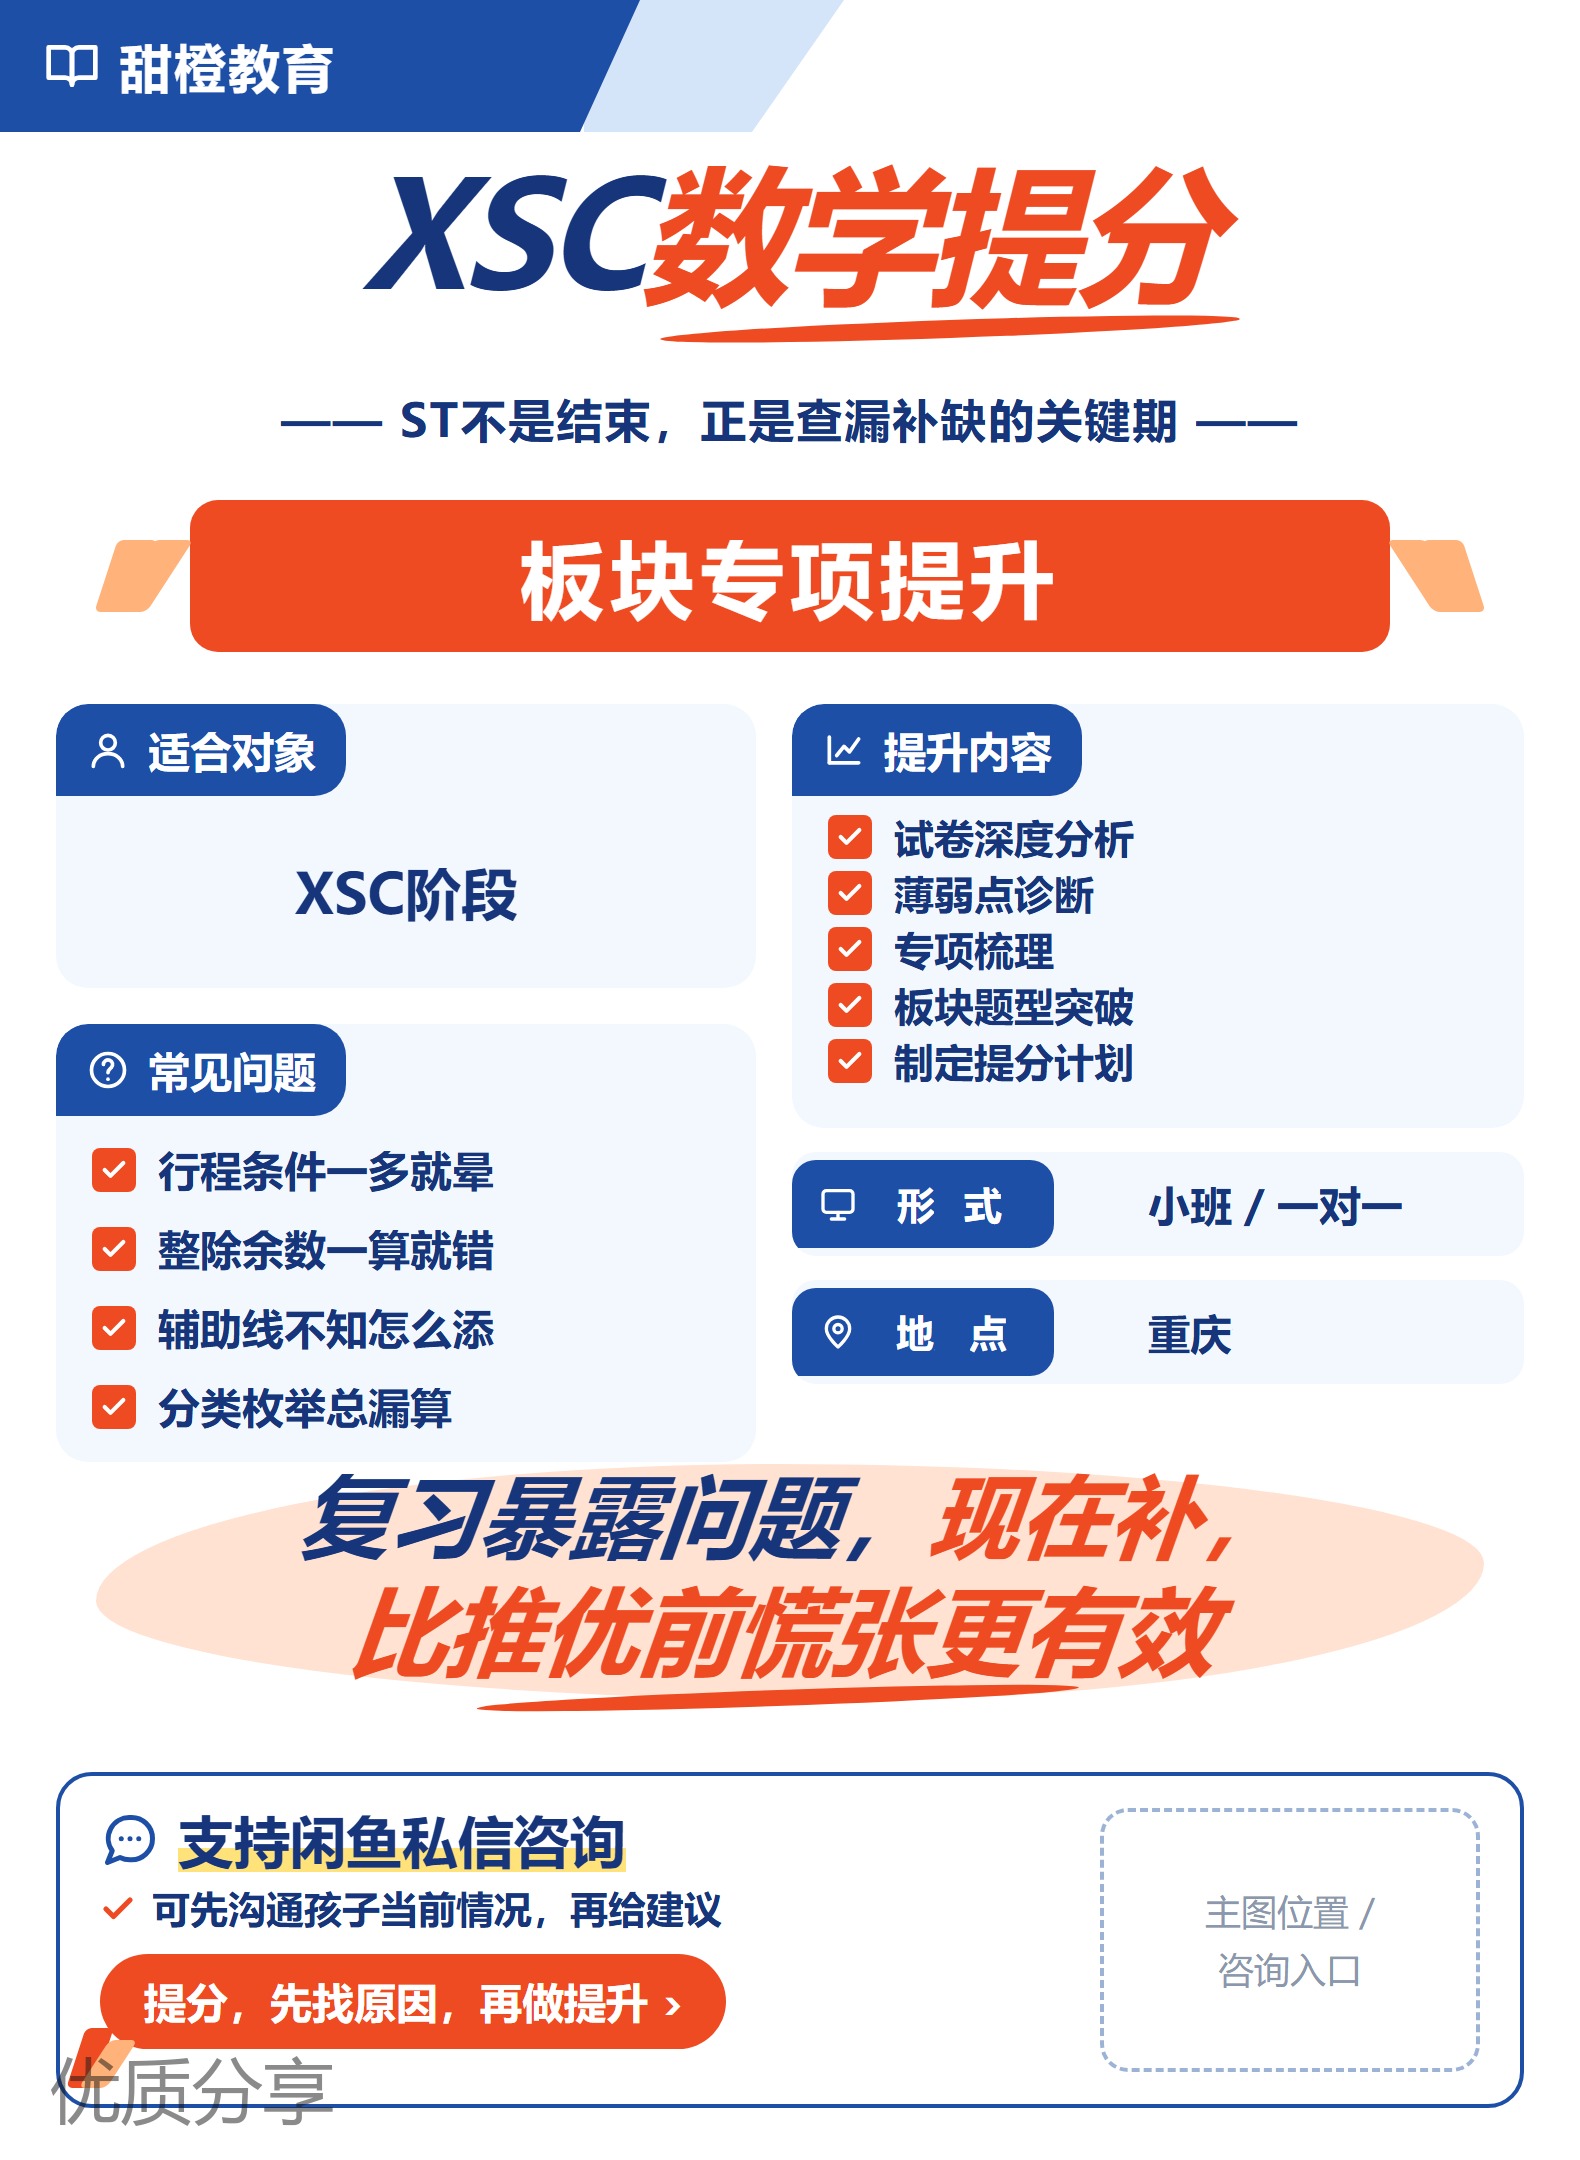 甜橙教育
XSC数学提分
—— ST不是结束，正是查漏补缺的关键期 ——
板块专项提升
适合对象
XSC阶段
常见问题
行程条件一多就晕
整除余数一算就错
辅助线不知怎么添
分类枚举总漏算
提升内容
试卷深度分析
薄弱点诊断
专项梳理
板块题型突破
制定提分计划
形 式
小班 / 一对一
地 点
重庆
复习暴露问题，现在补，
比推优前慌张更有效
支持闲鱼私信咨询
可先沟通孩子当前情况，再给建议
提分，先找原因，再做提升 ›
主图位置 /
咨询入口
优质分享